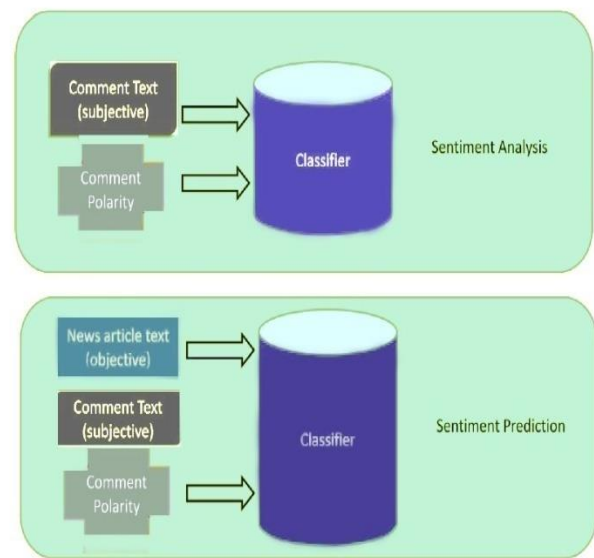 Comment Text
(subjective)
Comment
Polarity
Classifier
Sentiment Analysis
News article text
(objective)
Comment Text
(subjective)
Comment
Polarity
Classifier
Sentiment Prediction